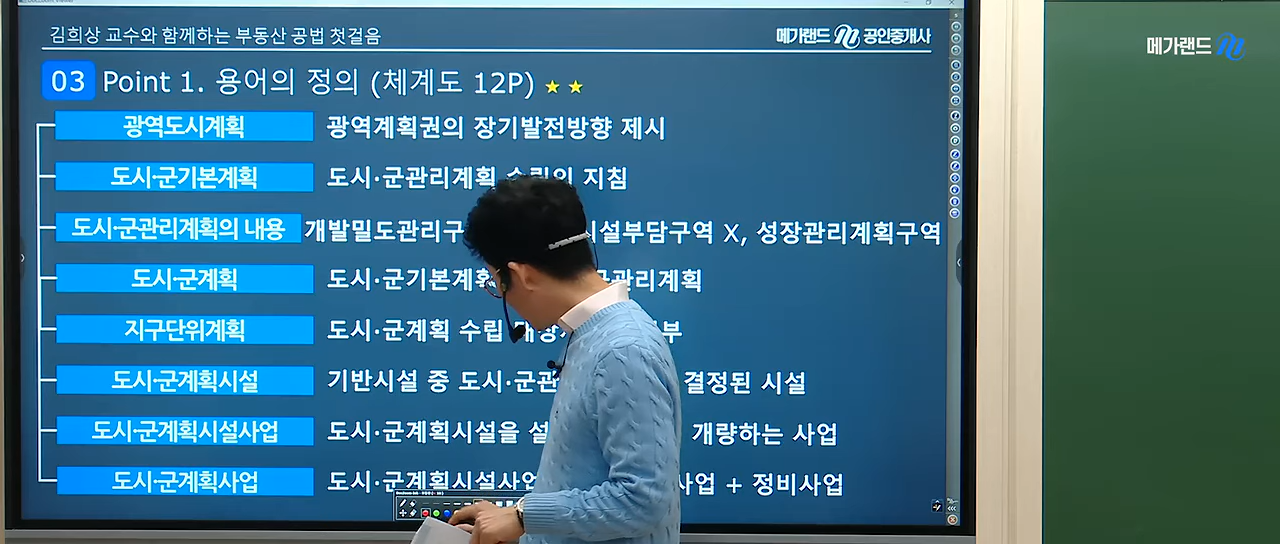 김희상 교수와 함께하는 부동산 공법 첫걸음
메가랜드 공인중개사
메가랜드
03 Point 1. 용어의 정의 (체계도 12P) ★ ★
광역도시계획 광역계획권의 장기발전방향 제시
도시·군기본계획 도시·군관리계획 지침
도시·군관리계획의 내용 개발밀도관리구 시설부담구역 X, 성장관리계획구역
도시·군계획 도시·군기본계획 군관리계획
지구단위계획 도시·군계획 수립
도시·군계획시설 기반시설 중 도시·군관 결정된 시설
도시·군계획시설사업 도시·군계획시설을 설 개량하는 사업
도시·군계획사업 도시·군계획시설사업 사업 + 정비사업